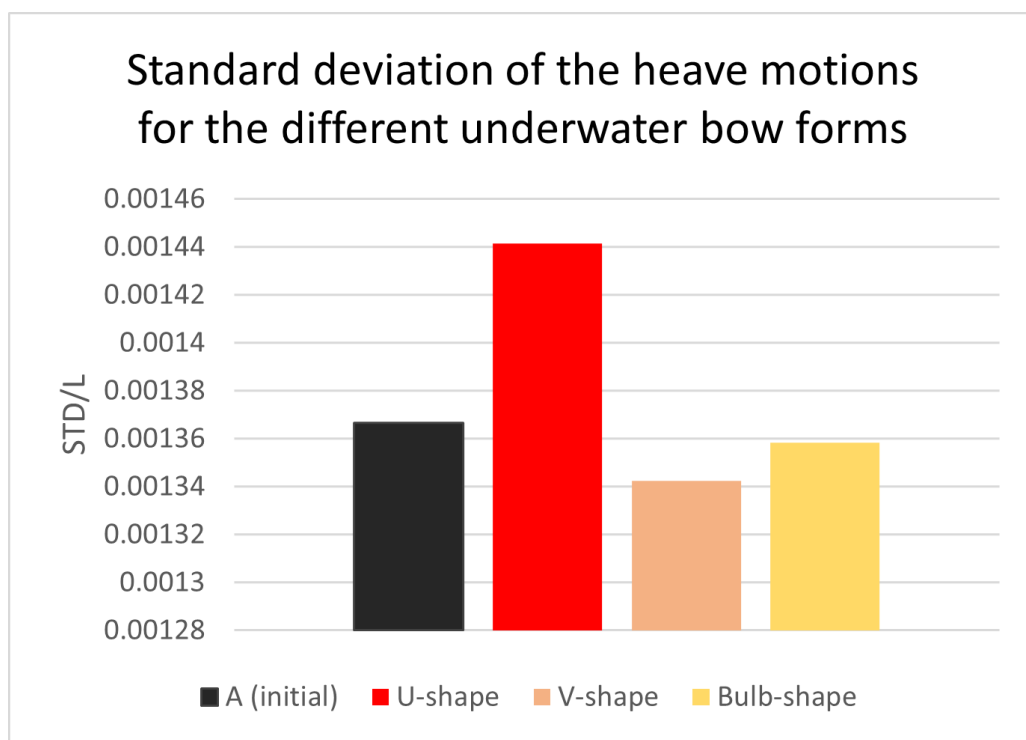 Standard deviation of the heave motions
for the different underwater bow forms
STD/L
0.00146
0.00144
0.00142
0.0014
0.00138
0.00136
0.00134
0.00132
0.0013
0.00128
A (initial) U-shape V-shape Bulb-shape